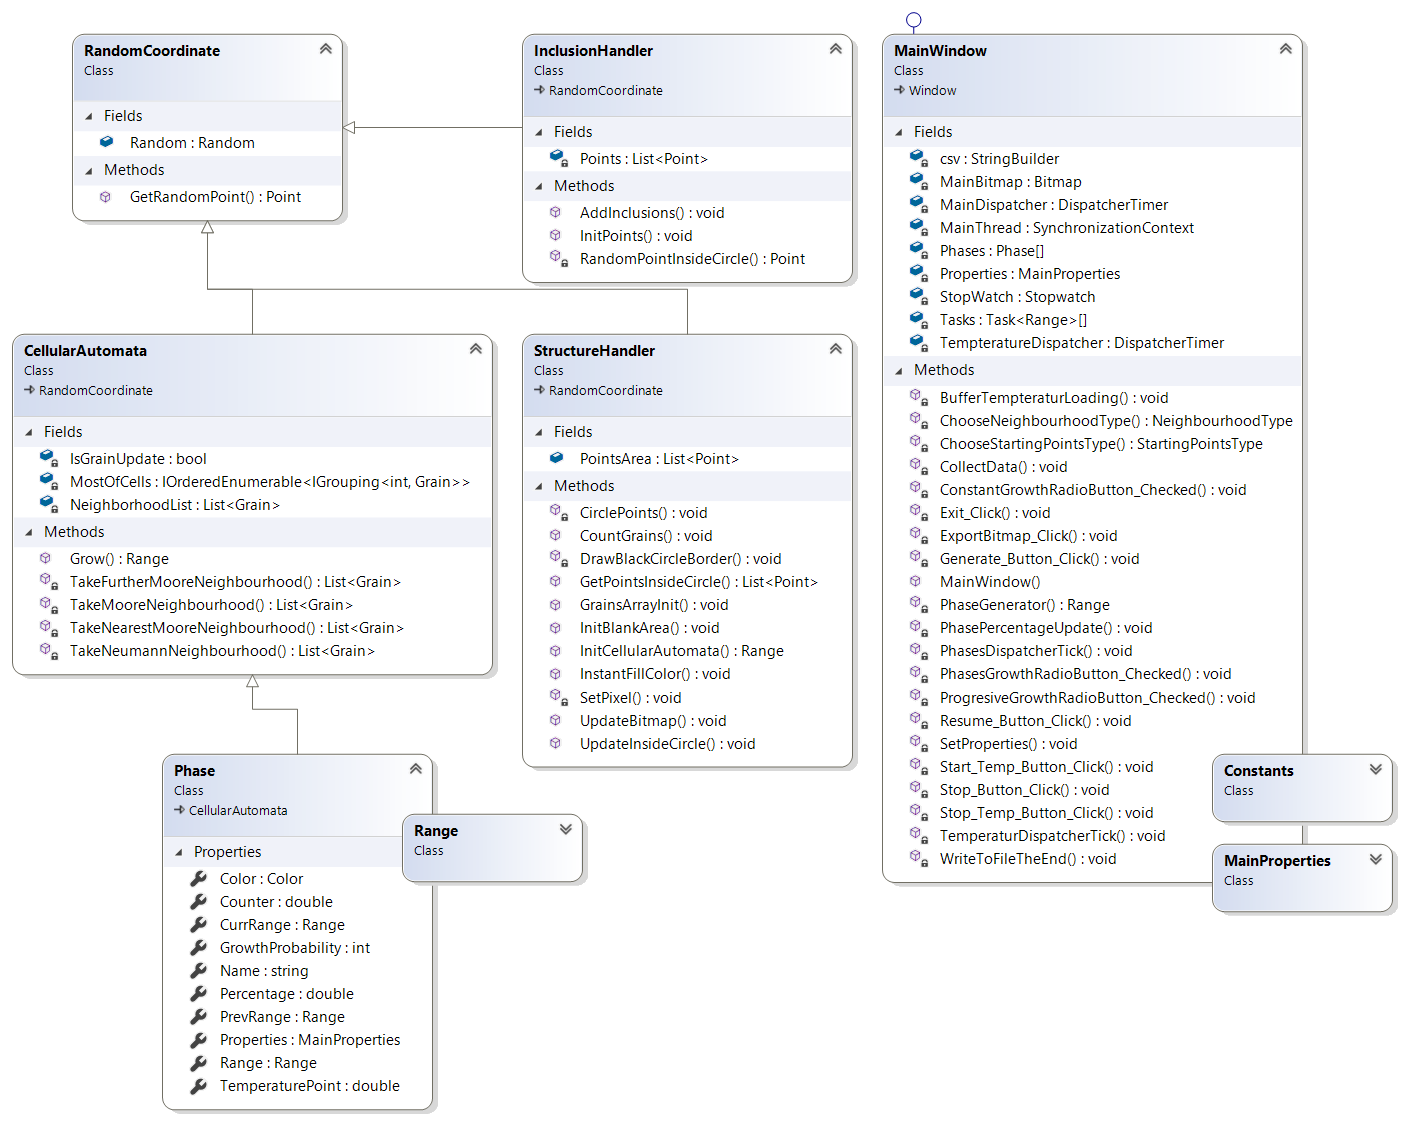 RandomCoordinate
Class
Fields
Random : Random
Methods
GetRandomPoint() : Point
InclusionHandler
Class
RandomCoordinate
Fields
Points : List<Point>
Methods
AddInclusions() : void
InitPoints() : void
RandomPointInsideCircle() : Point
MainWindow
Class
Window
Fields
csv : StringBuilder
MainBitmap : Bitmap
MainDispatcher : DispatcherTimer
MainThread : SynchronizationContext
Phases : Phase[]
Properties : MainProperties
StopWatch : Stopwatch
Tasks : Task<Range>[]
TempteratureDispatcher : DispatcherTimer
Methods
BufferTempteraturLoading() : void
ChooseNeighbourhoodType() : NeighbourhoodType
ChooseStartingPointsType() : StartingPointsType
CollectData() : void
ConstantGrowthRadioButton_Checked() : void
Exit_Click() : void
ExportBitmap_Click() : void
Generate_Button_Click() : void
MainWindow()
PhaseGenerator() : Range
PhasePercentageUpdate() : void
PhasesDispatcherTick() : void
PhasesGrowthRadioButton_Checked() : void
ProgresiveGrowthRadioButton_Checked() : void
Resume_Button_Click() : void
SetProperties() : void
Start_Temp_Button_Click() : void
Stop_Button_Click() : void
Stop_Temp_Button_Click() : void
TemperaturDispatcherTick() : void
WriteToFileTheEnd() : void
CellularAutomata
Class
RandomCoordinate
Fields
IsGrainUpdate : bool
MostOfCells : IOrderedEnumerable<IGrouping<int, Grain>>
NeighborhoodList : List<Grain>
Methods
Grow() : Range
TakeFurtherMooreNeighbourhood() : List<Grain>
TakeMooreNeighbourhood() : List<Grain>
TakeNearestMooreNeighbourhood() : List<Grain>
TakeNeumannNeighbourhood() : List<Grain>
StructureHandler
Class
RandomCoordinate
Fields
PointsArea : List<Point>
Methods
CirclePoints() : void
CountGrains() : void
DrawBlackCircleBorder() : void
GetPointsInsideCircle() : List<Point>
GrainsArrayInit() : void
InitBlankArea() : void
InitCellularAutomata() : Range
InstantFillColor() : void
SetPixel() : void
UpdateBitmap() : void
UpdateInsideCircle() : void
Phase
Class
CellularAutomata
Properties
Color : Color
Counter : double
CurrRange : Range
GrowthProbability : int
Name : string
Percentage : double
PrevRange : Range
Properties : MainProperties
Range : Range
TemperaturePoint : double
Range
Class
Constants
Class
MainProperties
Class